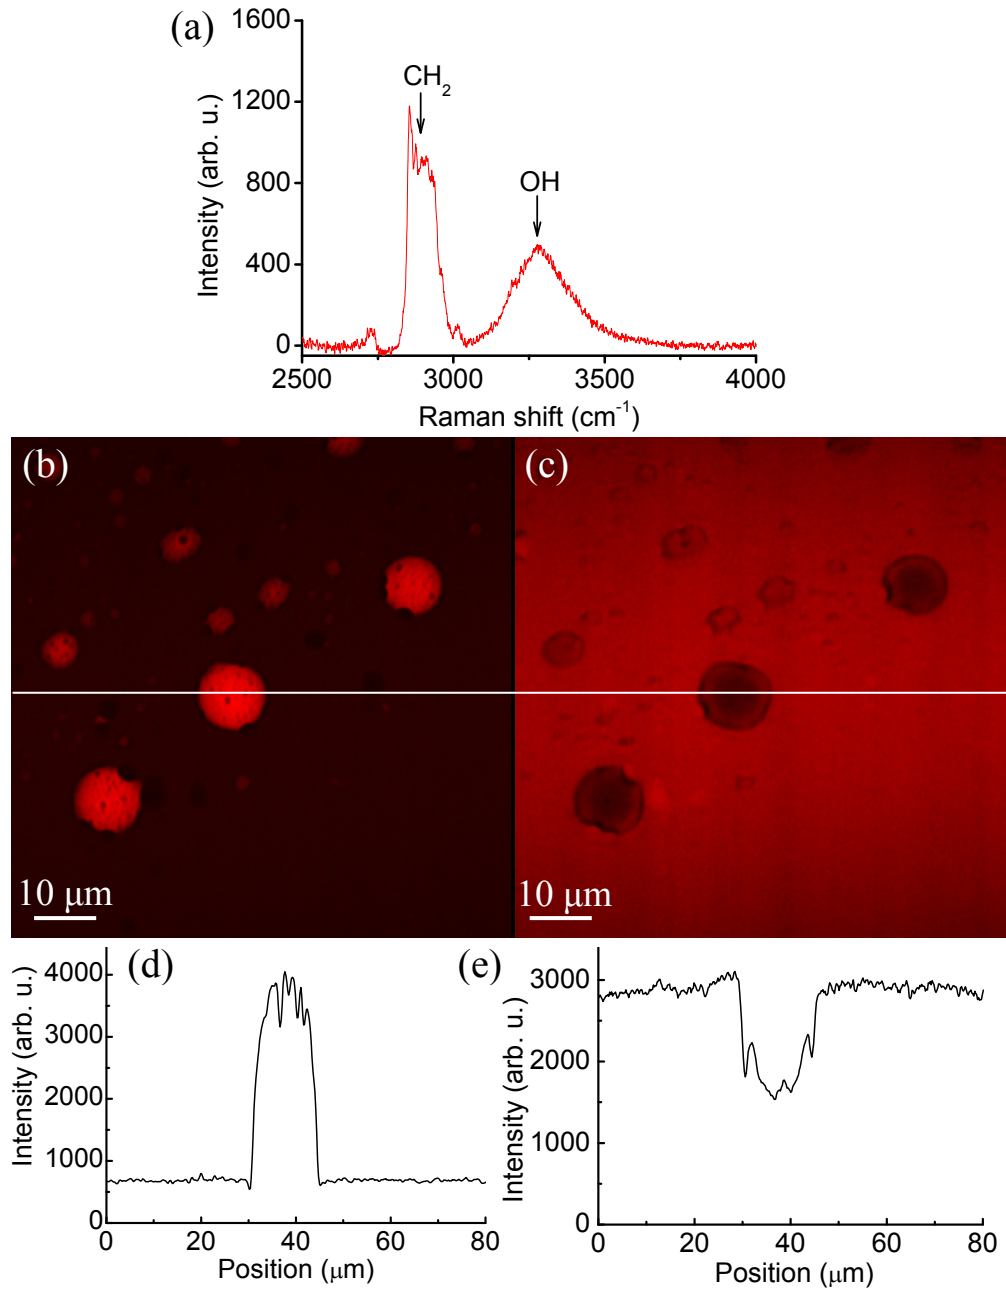 (a)
1600
1200
800
400
0
Intensity (arb. u.)
CH₂
OH
2500 3000 3500 4000
Raman shift (cm⁻¹)
(b) (c)
10 μm 10 μm
(d)
4000
3000
2000
1000
0
Intensity (arb. u.)
0 20 40 60 80
Position (μm)
(e)
3000
2000
1000
0
Intensity (arb. u.)
0 20 40 60 80
Position (μm)